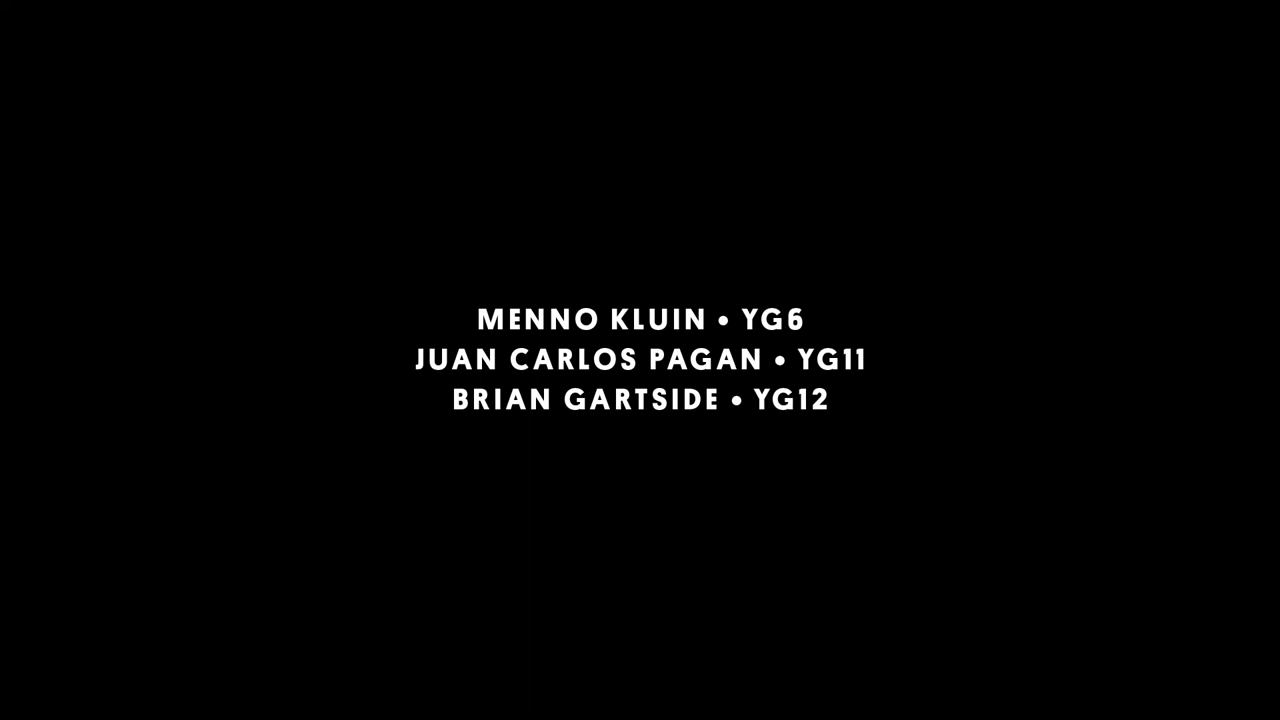 MENNO KLUIN • YG6
JUAN CARLOS PAGAN • YG11
BRIAN GARTSIDE • YG12